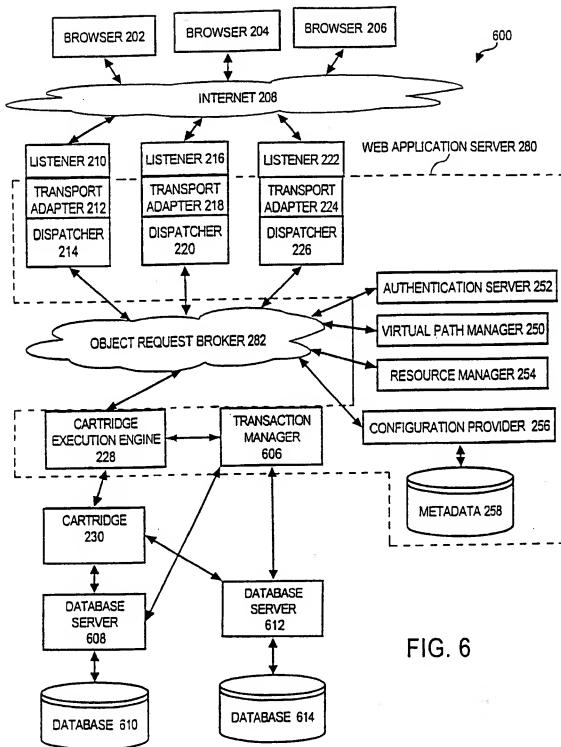 BROWSER 202
BROWSER 204
BROWSER 206
600
INTERNET 208
LISTENER 210
LISTENER 216
LISTENER 222
WEB APPLICATION SERVER 280
TRANSPORT
ADAPTER 212
TRANSPORT
ADAPTER 218
TRANSPORT
ADAPTER 224
DISPATCHER
214
DISPATCHER
220
DISPATCHER
226
AUTHENTICATION SERVER 252
OBJECT REQUEST BROKER 282
VIRTUAL PATH MANAGER 250
RESOURCE MANAGER 254
CARTRIDGE
EXECUTION ENGINE
228
TRANSACTION
MANAGER
606
CONFIGURATION PROVIDER 256
METADATA 258
CARTRIDGE
230
DATABASE
SERVER
608
DATABASE
SERVER
612
FIG. 6
DATABASE 610
DATABASE 614